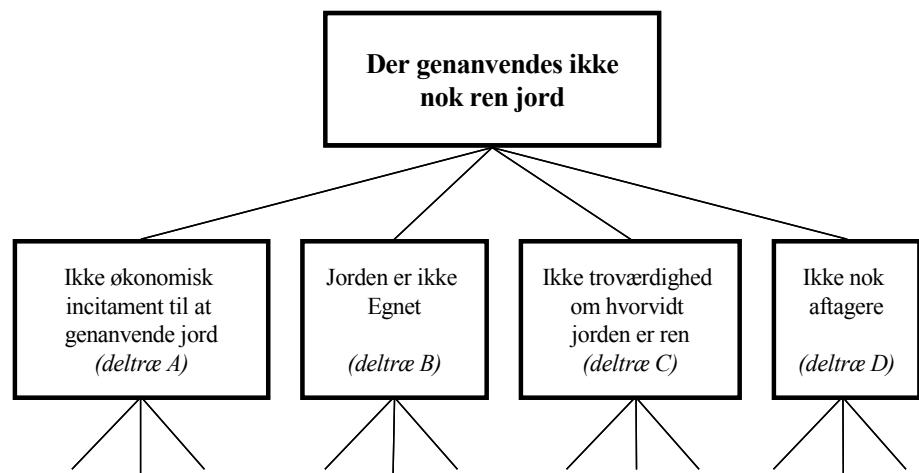 Der genanvendes ikke
nok ren jord
Ikke økonomisk
incitament til at
genanvende jord
(deltræ A)
Jorden er ikke
Egnet
(deltræ B)
Ikke troværdighed
om hvorvidt
jorden er ren
(deltræ C)
Ikke nok
aftagere
(deltræ D)